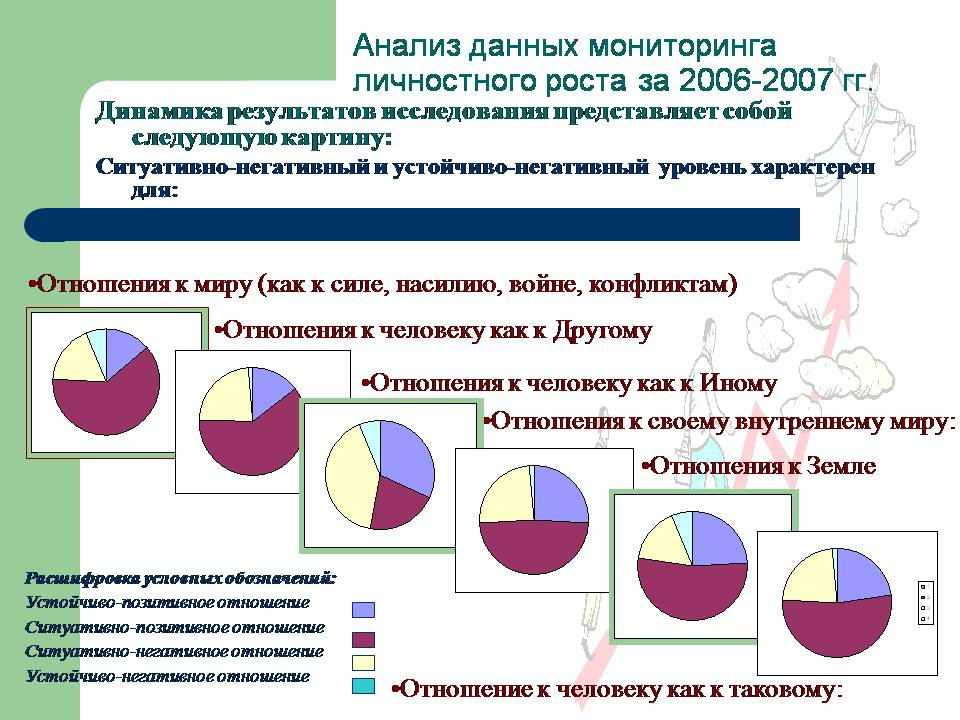 Анализ данных мониторинга
личностного роста за 2006-2007 гг.
Динамика результатов исследования представляет собой
следующую картину:
Ситуативно-негативный и устойчиво-негативный уровень характерен
для:
•Отношения к миру (как к силе, насилию, войне, конфликтам)
•Отношения к человеку как к Другому
•Отношения к человеку как к Иному
•Отношения к своему внутреннему миру:
•Отношения к Земле
Расшифровка условных обозначений:
Устойчиво-позитивное отношение
Ситуативно-позитивное отношение
Ситуативно-негативное отношение
Устойчиво-негативное отношение
•Отношение к человеку как к таковому: